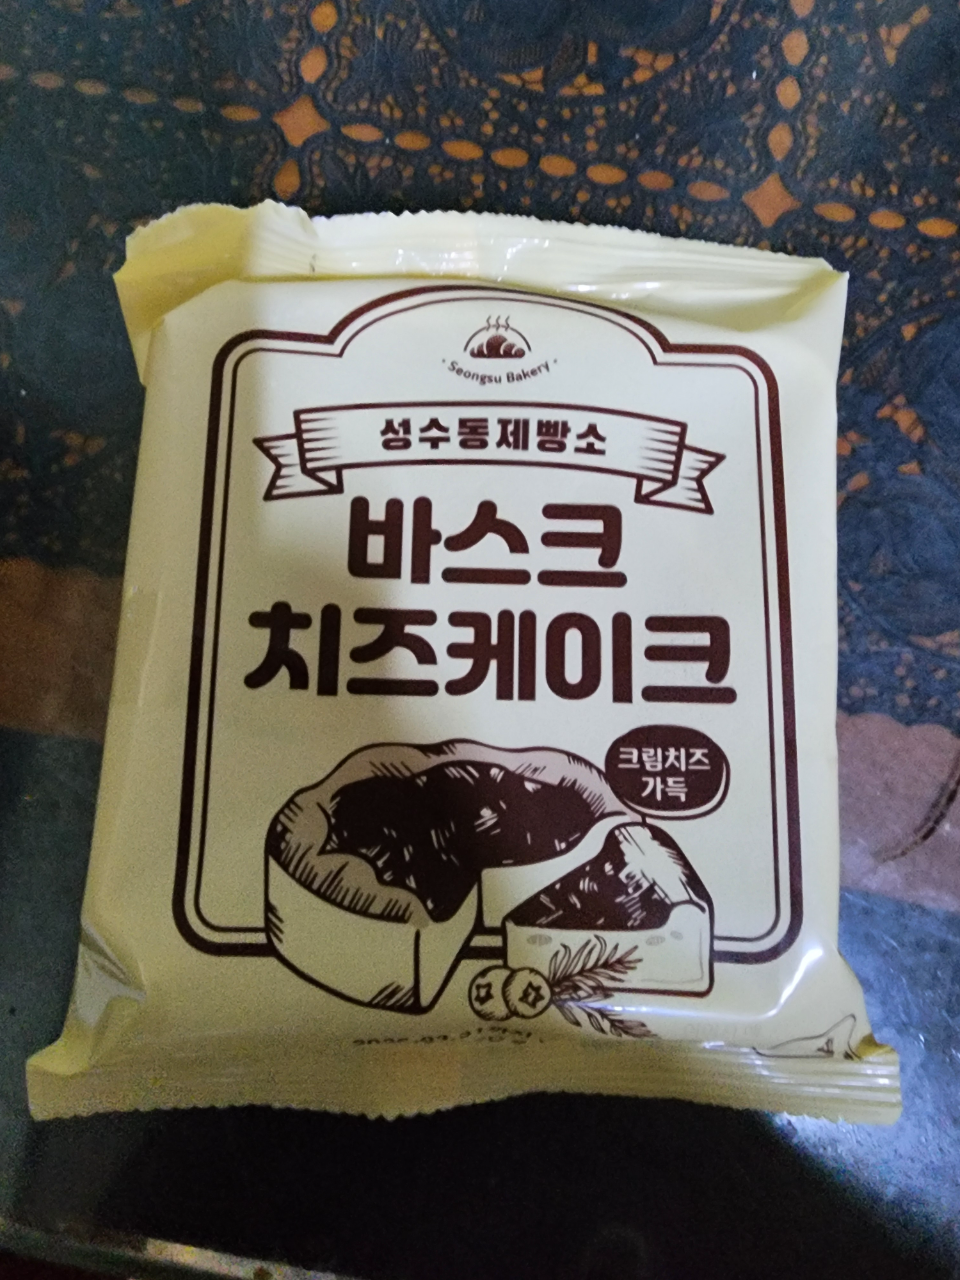 Seongsu Bakery
성수동제빵소
바스크
치즈케이크
크림치즈
가득